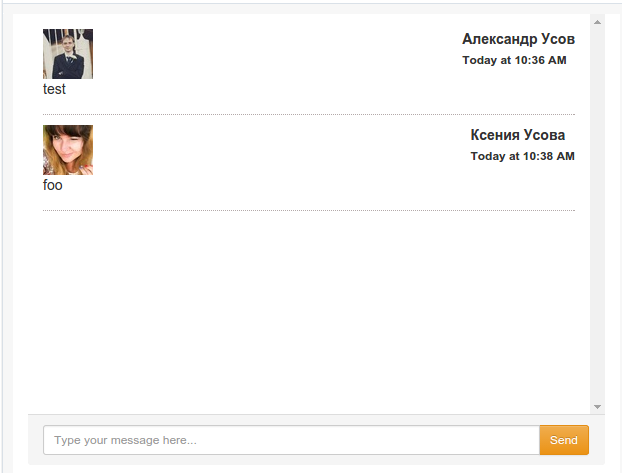 Александр Усов
Today at 10:36 AM
test
Ксения Усова
Today at 10:38 AM
foo
Type your message here...
Send